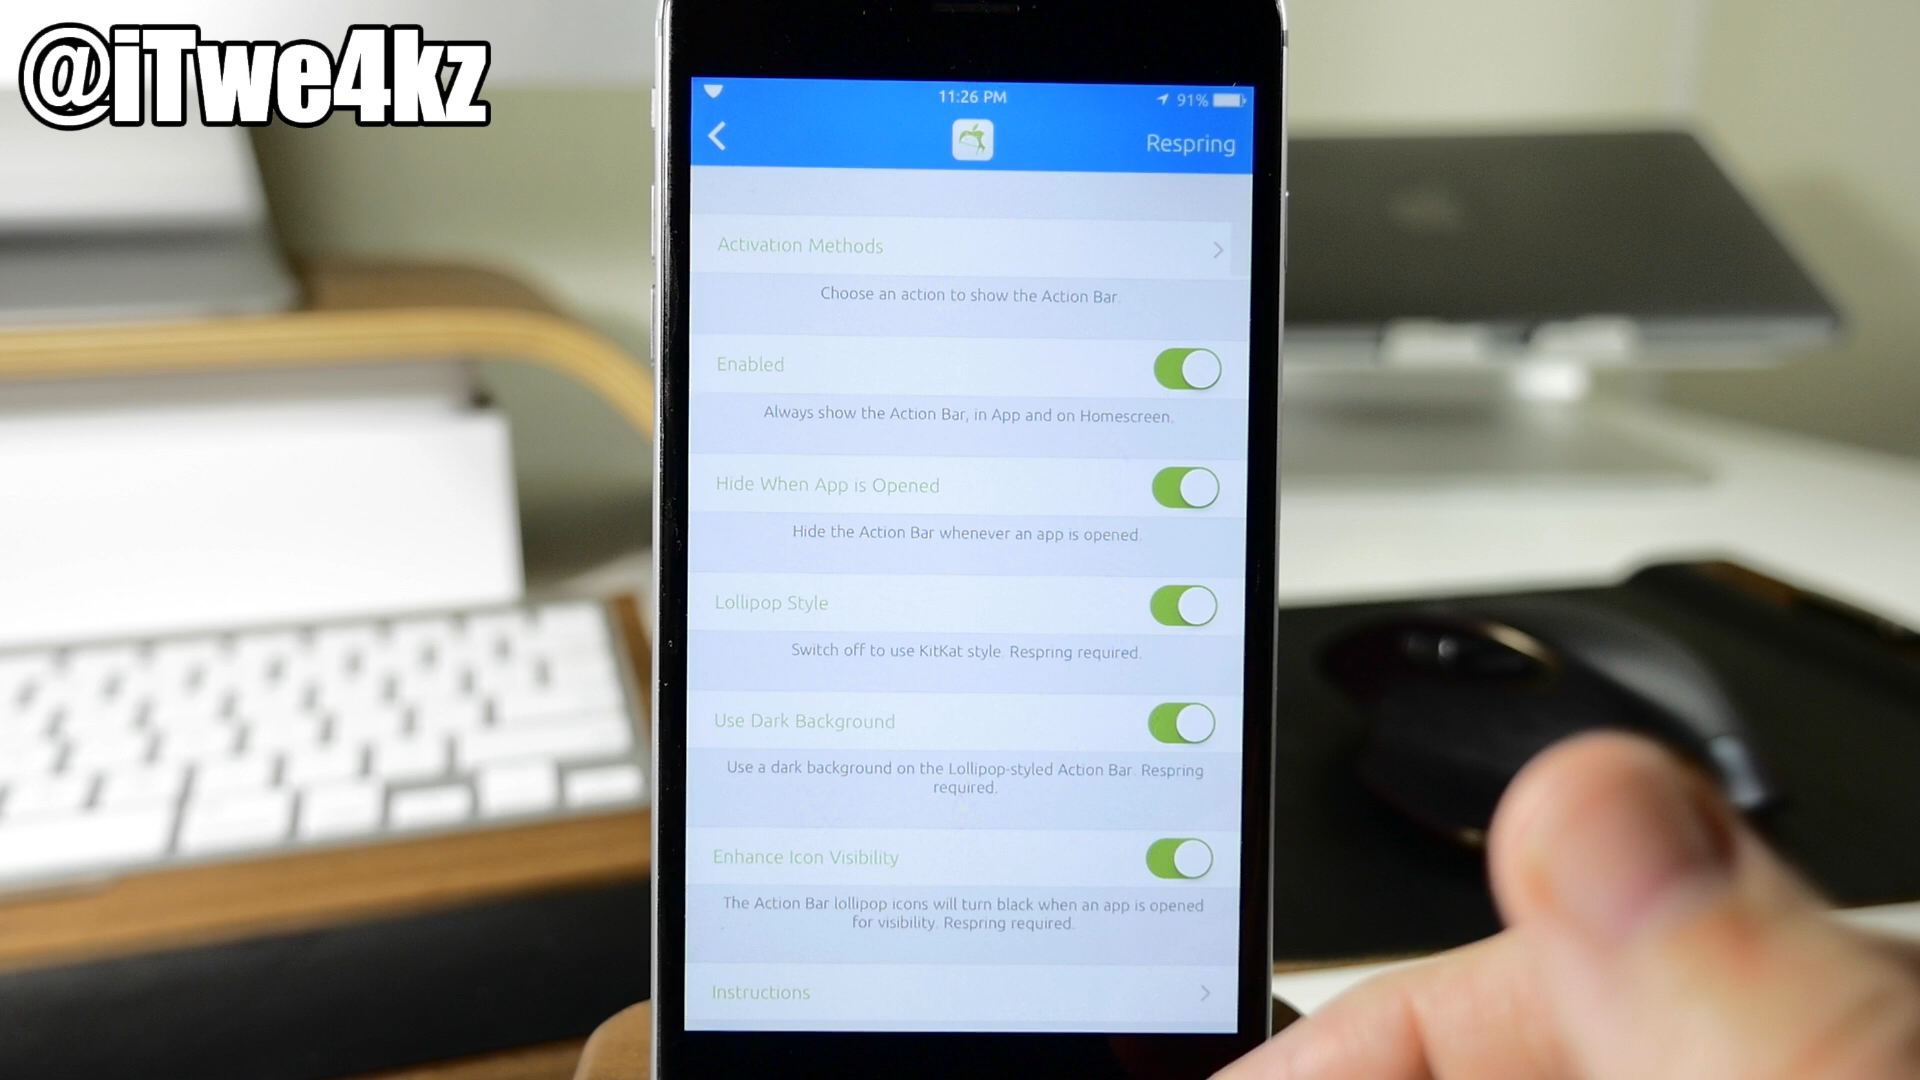 @iTwe4kz
11:26 PM
91%
Respring
Activation Methods
Choose an action to show the Action Bar.
Enabled
Always show the Action Bar, in App and on Homescreen.
Hide When App is Opened
Hide the Action Bar whenever an app is opened.
Lollipop Style
Switch off to use KitKat style. Respring required.
Use Dark Background
Use a dark background on the Lollipop-styled Action Bar. Respring
required.
Enhance Icon Visibility
The Action Bar lollipop icons will turn black when an app is opened
for visibility. Respring required.
Instructions